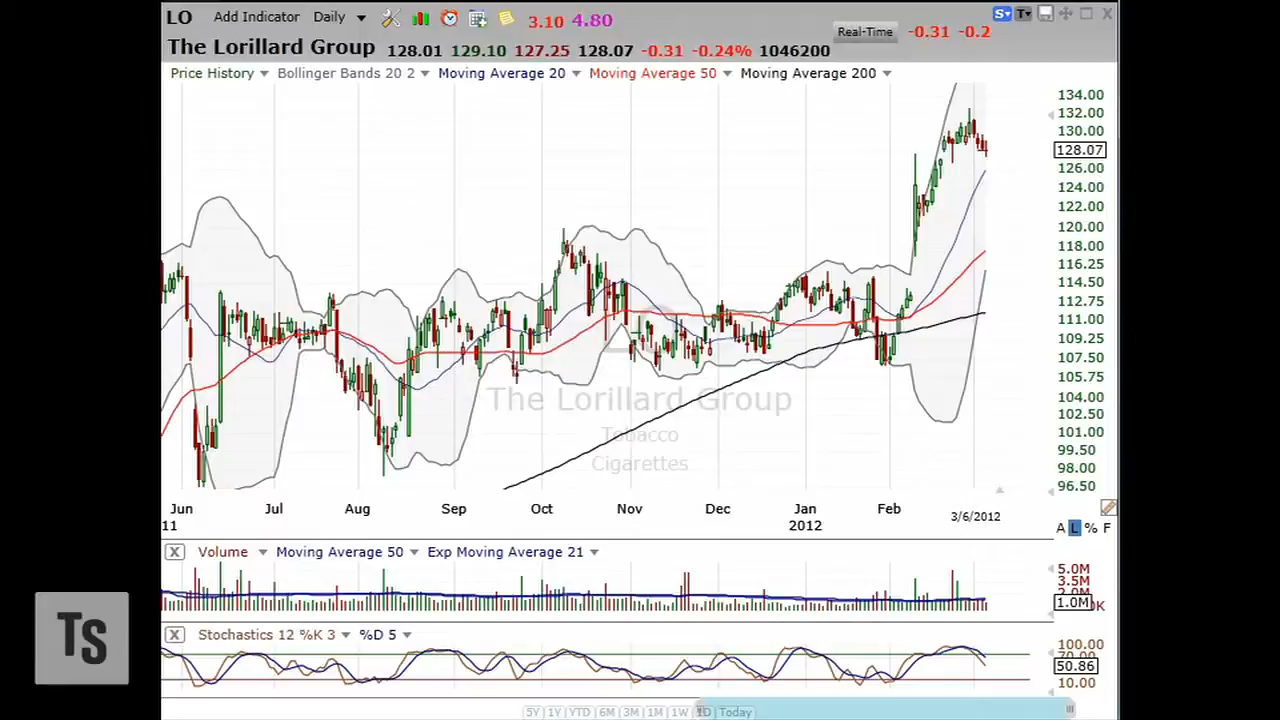 LO Add Indicator Daily 3.10 4.80 S T
The Lorillard Group 128.01 129.10 127.25 128.07 -0.31 -0.24% 1046200 Real-Time -0.31 -0.2
Price History Bollinger Bands 20 2 Moving Average 20 Moving Average 50 Moving Average 200
134.00
132.00
130.00
128.07
126.00
124.00
122.00
120.00
118.00
116.25
114.50
112.75
111.00
109.25
107.50
105.75
104.00
102.50
101.00
99.50
98.00
96.50
The Lorillard Group
Tobacco
Cigarettes
Jun Jul Aug Sep Oct Nov Dec Jan Feb 3/6/2012
11 2012
A L % F
X Volume Moving Average 50 Exp Moving Average 21
5.0M
3.5M
1.0M
X Stochastics 12 %K 3 %D 5
100.00
50.86
10.00
Ts
5Y 1Y YTD 6M 3M 1M 1W 1D Today